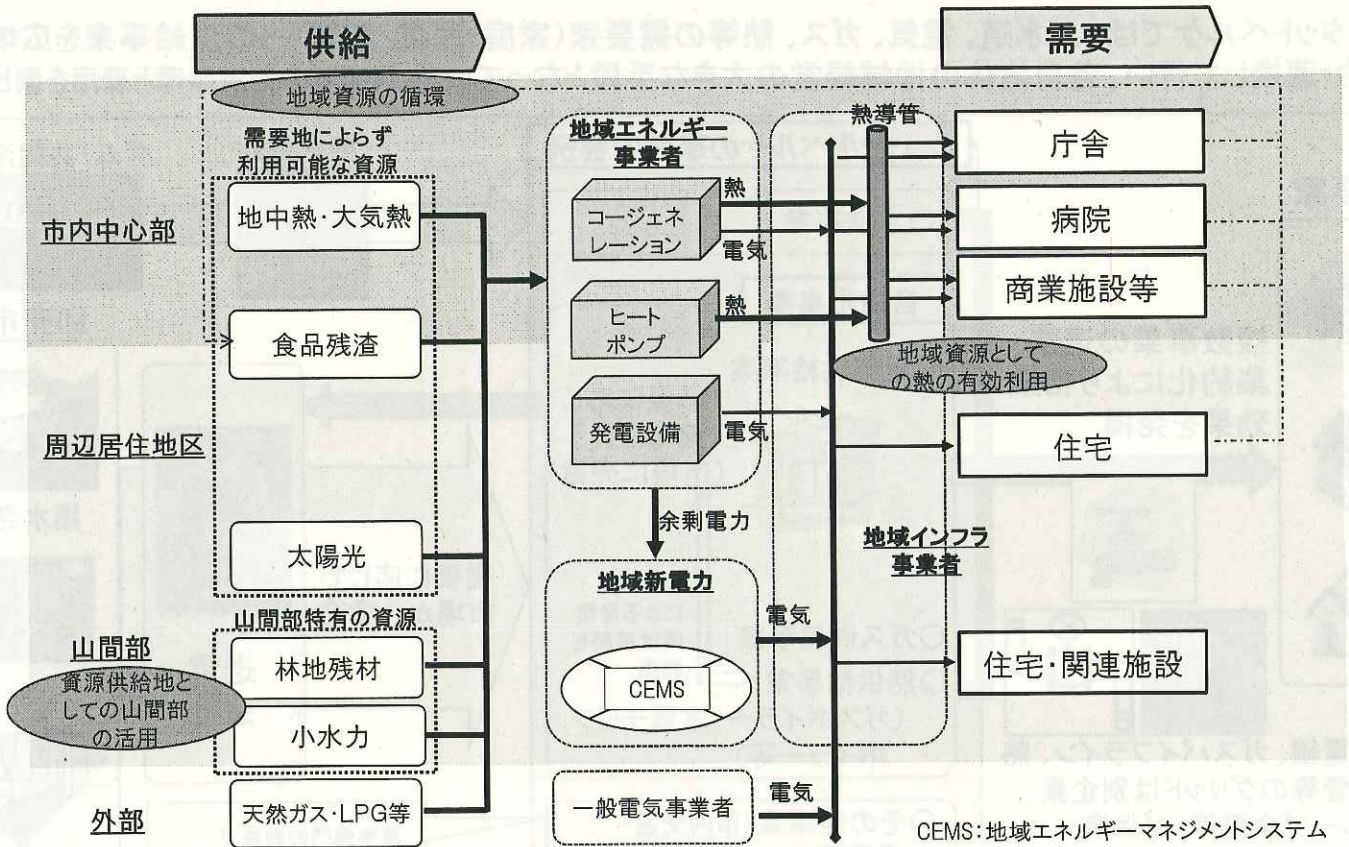 供給
需要
地域資源の循環
需要地によらず
利用可能な資源
地域エネルギー
事業者
熱導管
市内中心部
地中熱・大気熱
コージェネ
レーション
熱
電気
庁舎
病院
商業施設等
食品残渣
ヒート
ポンプ
熱
地域資源として
の熱の有効利用
周辺居住地区
発電設備
電気
住宅
太陽光
余剰電力
地域インフラ
事業者
地域新電力
電気
山間部特有の資源
山間部
林地残材
資源供給地と
しての山間部
の活用
小水力
CEMS
住宅・関連施設
外部
天然ガス・LPG等
一般電気事業者
電気
CEMS:地域エネルギーマネジメントシステム